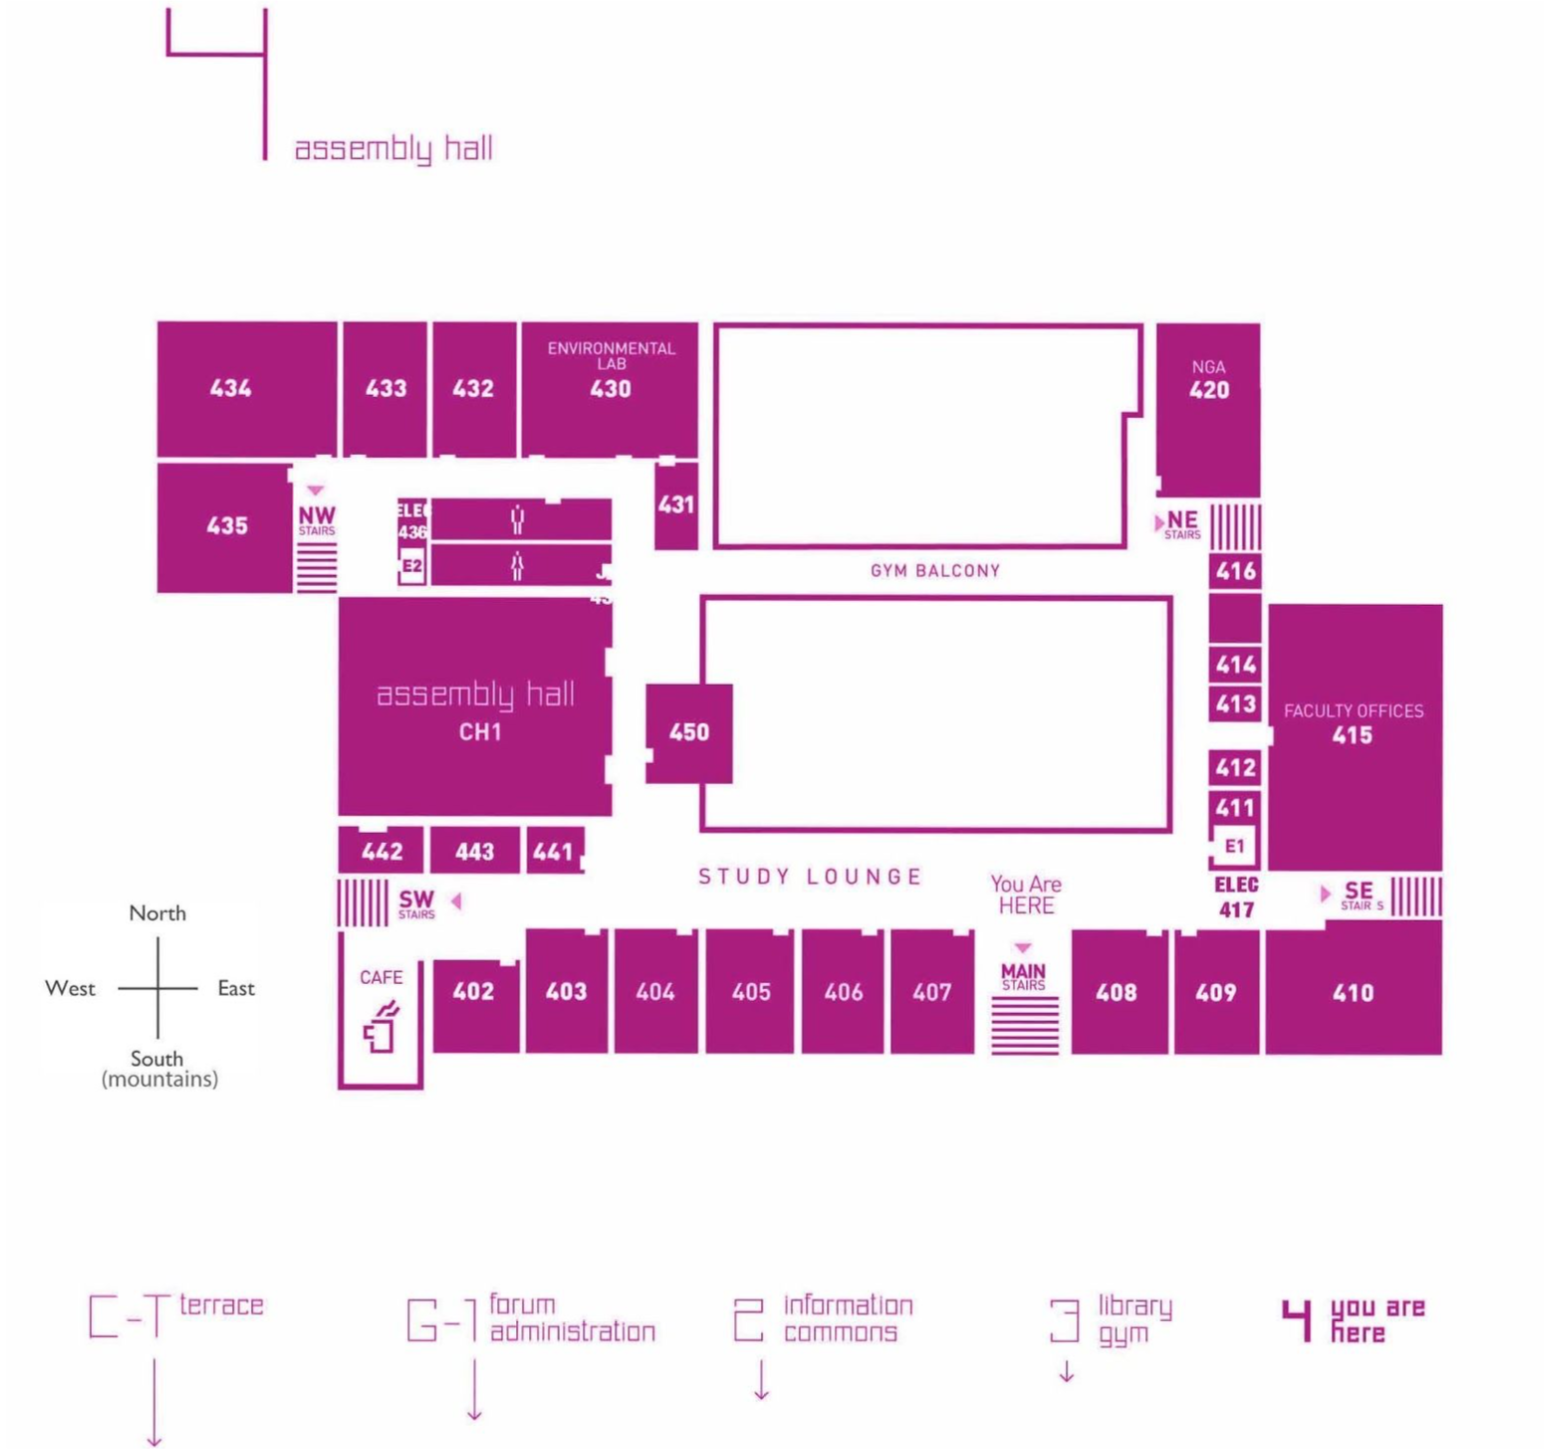 4
assembly hall
ENVIRONMENTAL
LAB
434
433
432
430
NGA
420
435
NW
STAIRS
ELEC
436
E2
431
NE
STAIRS
GYM BALCONY
416
assembly hall
CH1
450
414
413
FACULTY OFFICES
415
412
411
442
443
441
E1
STUDY LOUNGE
You Are
HERE
ELEC
417
SW
STAIRS
SE
STAIR S
North
West
East
South
(mountains)
CAFE
402
403
404
405
406
407
MAIN
STAIRS
408
409
410
C-T terrace
G-1 forum
administration
2 information
commons
3 library
gym
4 you are
here